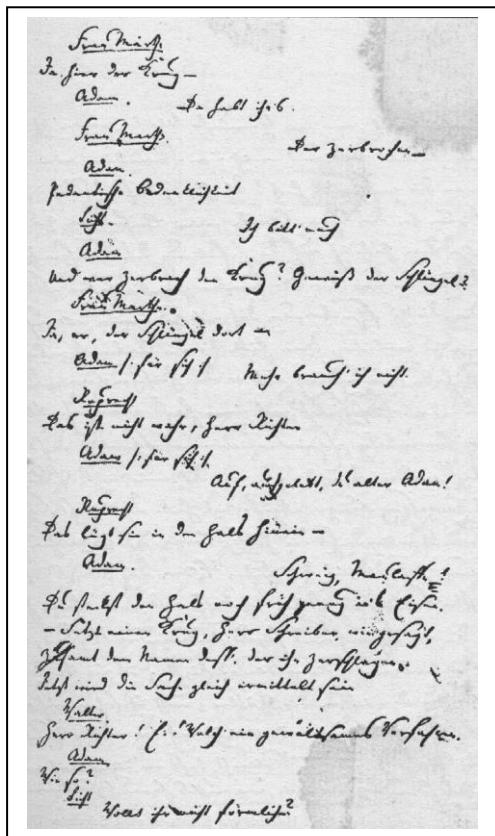 Frau Marthe.
Ja hier der Krug —
Adam. Da habt ihrs.
Frau Marthe. Der zerbrochne —
Adam.
Pedantische Bedenklichkeit
Licht. Ich bitt' euch
Adam
Und wer zerbrach den Krug? Gewiß der Schlingel?
Frau Marthe.
Ja, er, der Schlingel dort —
Adam /: für sich :/ Mehr brauch' ich nicht.
Ruprecht
Das ist nicht wahr, Herr Richter
Adam /: für sich :/
Auf, aufgelebt, du alter Adam!
Ruprecht
Das lügt sie in den Hals hinein —
Adam. Schweig, Maulaffe!
Du steckst den Hals noch früh genug ins Eisen.
— Setzt einen Krug, Herr Schreiber, wie gesagt,
Zusamt dem Namen dess', der ihn zerschlagen.
Jetzt wird die Sache gleich ermittelt sein
Walter.
Herr Richter! Ei! Welch ein gewaltsames Verfahren.
Adam.
Wie so?
Licht
Wollt ihr nicht förmlich?